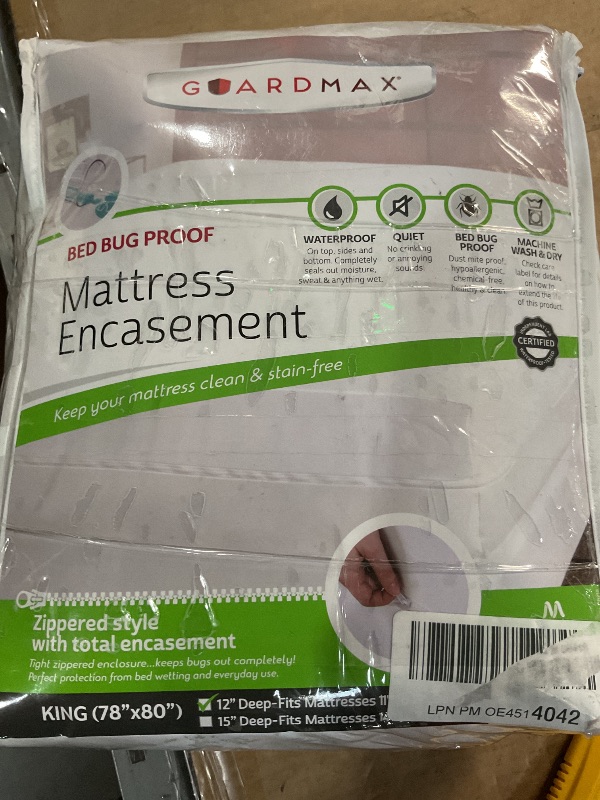 GUARDMAX®
BED BUG PROOF
Mattress
Encasement
WATERPROOF
On top, sides and
bottom. Completely
seals out moisture,
sweat & anything wet.
QUIET
No crinkling
or annoying
sounds.
BED BUG
PROOF
Dust mite proof,
hypoallergenic,
chemical-free,
healthy & clean.
MACHINE
WASH & DRY
Check care
label for details
on how to
extend the life
of this product.
CERTIFIED
Keep your mattress clean & stain-free
Zippered style
with total encasement
Tight zippered enclosure...keeps bugs out completely!
Perfect protection from bed wetting and everyday use.
M
KING (78"x80")
12" Deep-Fits Mattresses
15" Deep-Fits Mattresses
LPN PM OE4514042